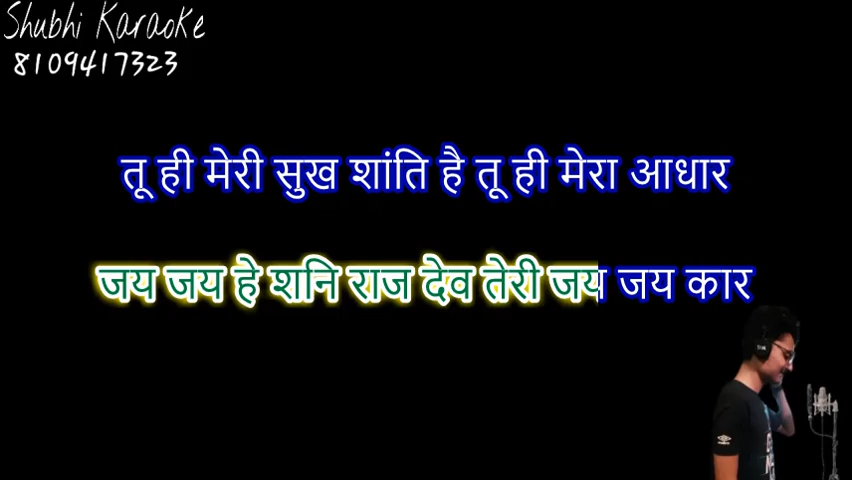 Shubhi Karaoke
8109417323
तू ही मेरी सुख शांति है तू ही मेरा आधार
जय जय हे शनि राज देव तेरी जय जय कार